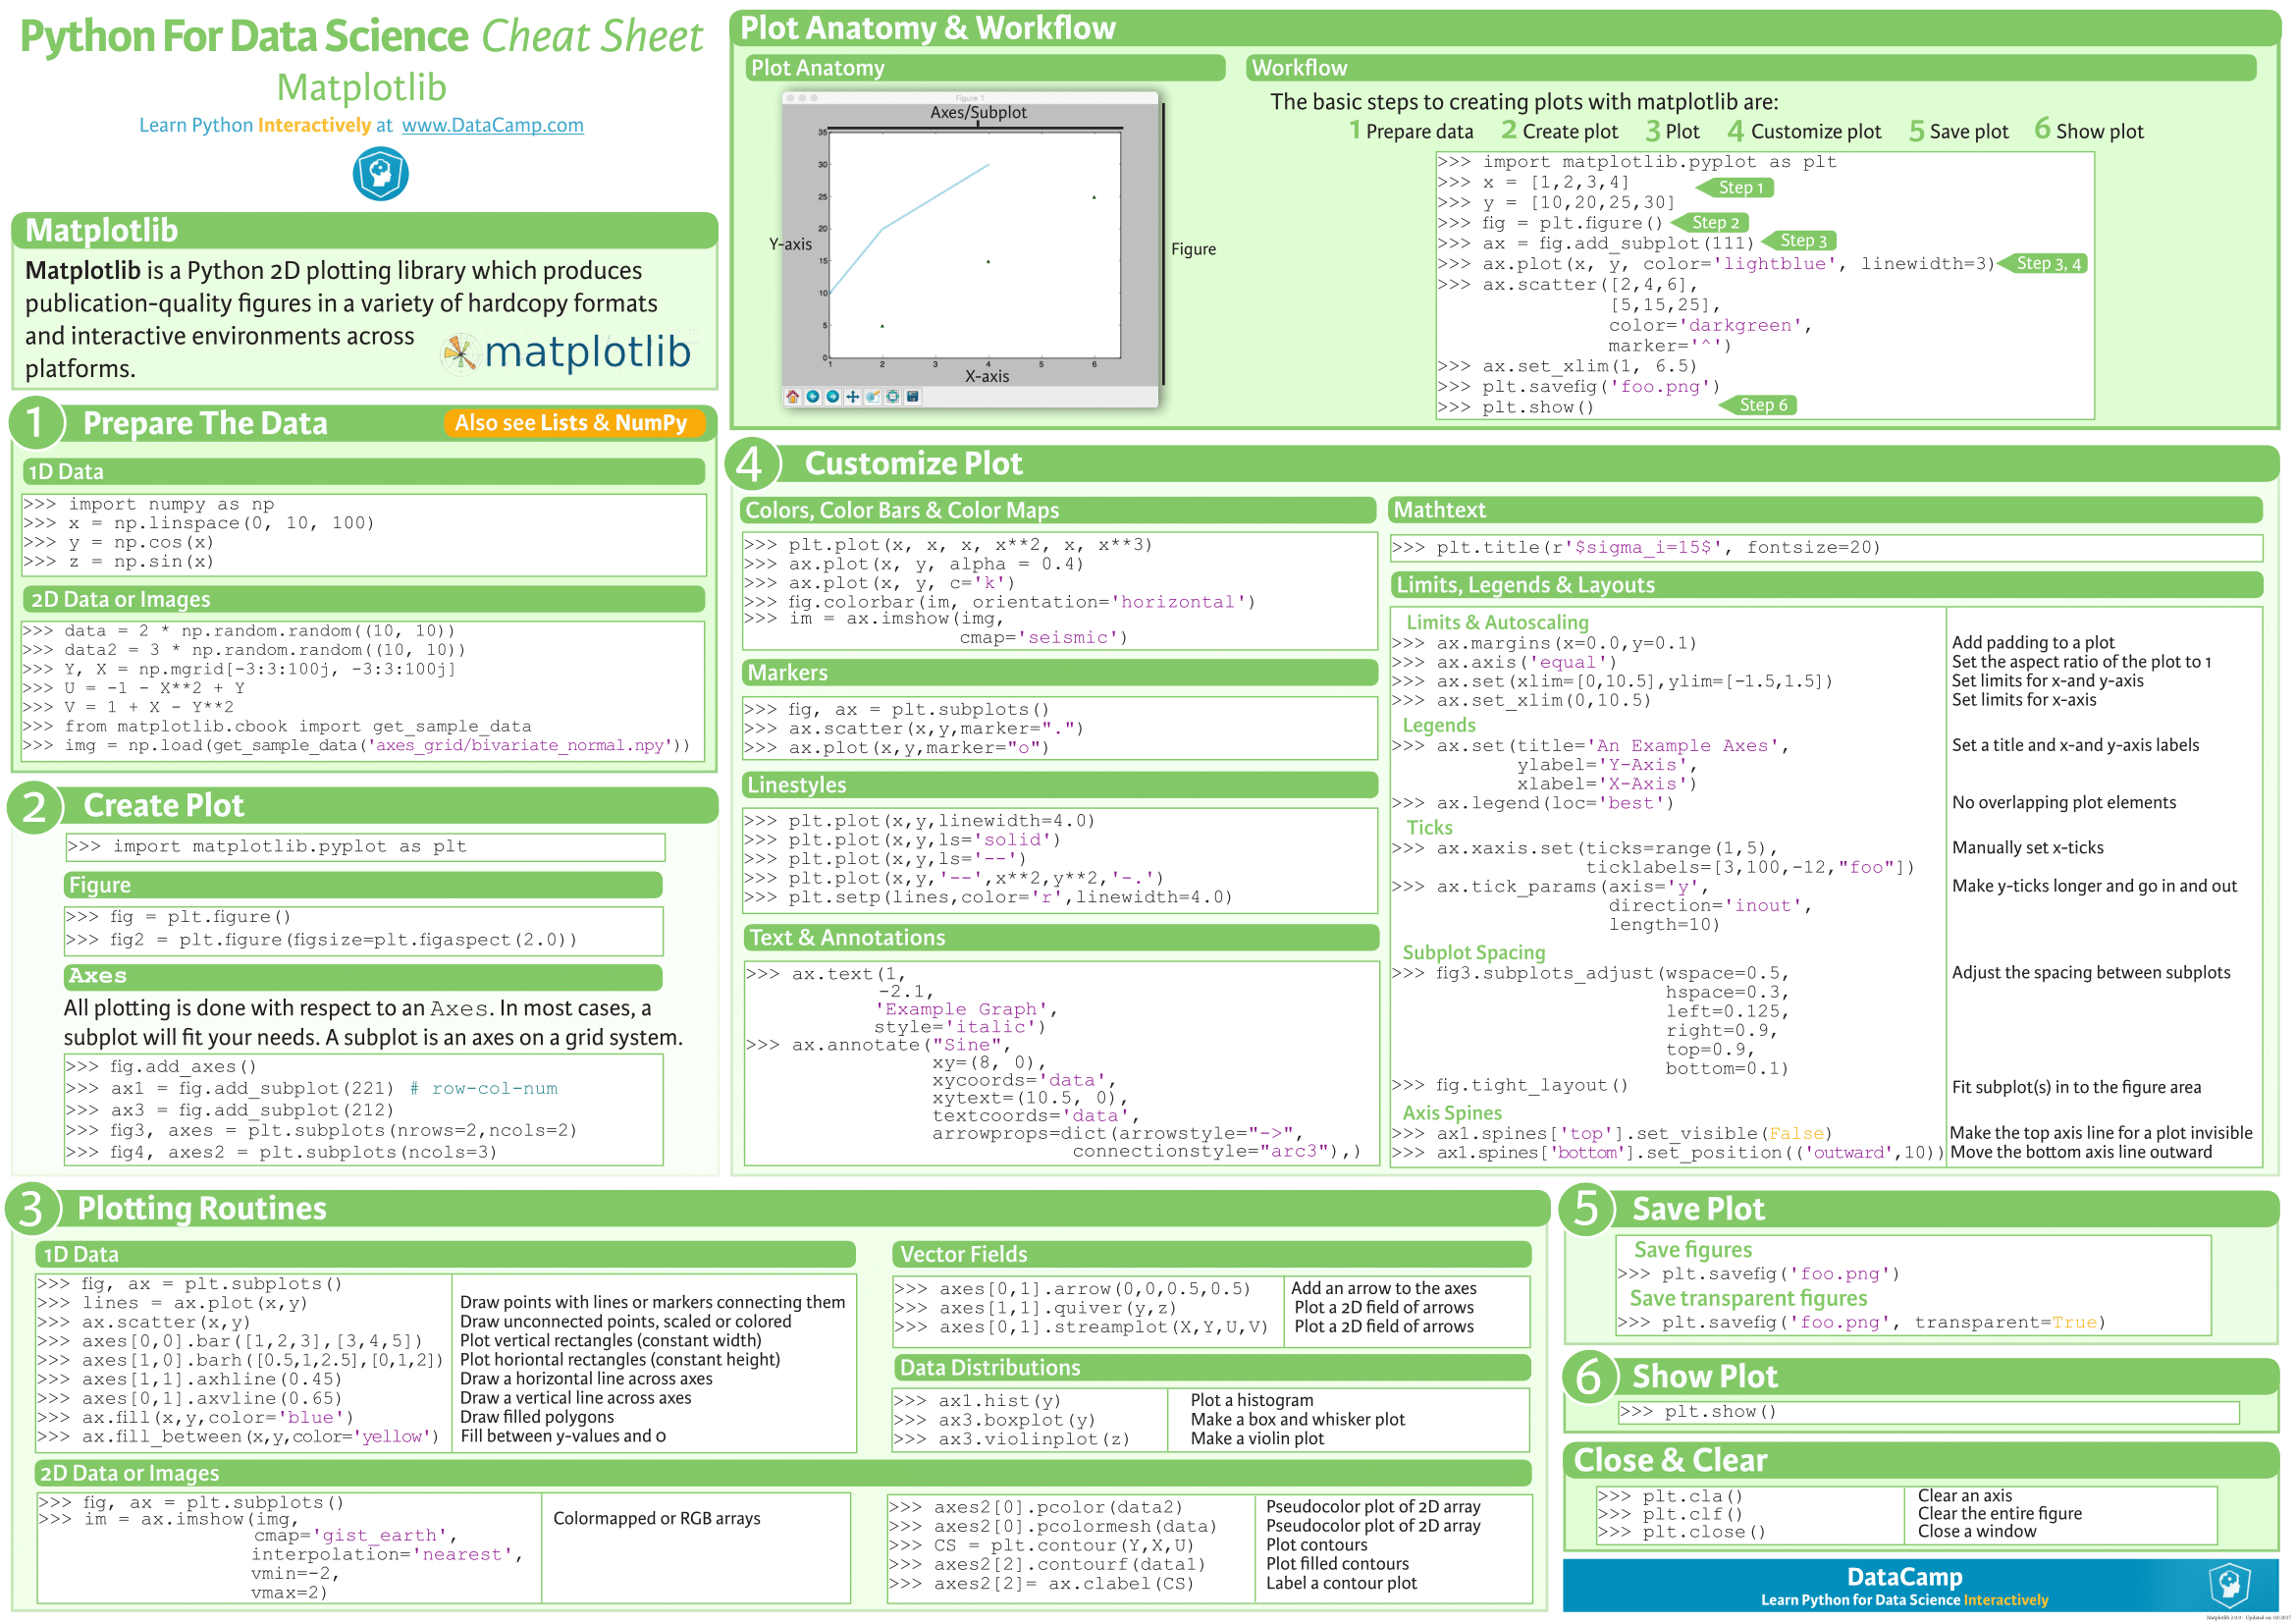 Python For Data Science Cheat Sheet
Matplotlib
Learn Python Interactively at www.DataCamp.com
Matplotlib
Matplotlib is a Python 2D plotting library which produces
publication-quality figures in a variety of hardcopy formats
and interactive environments across
platforms.
matplotlib
1 Prepare The Data
Also see Lists & NumPy
1D Data
>>> import numpy as np
>>> x = np.linspace(0, 10, 100)
>>> y = np.cos(x)
>>> z = np.sin(x)
2D Data or Images
>>> data = 2 * np.random.random((10, 10))
>>> data2 = 3 * np.random.random((10, 10))
>>> Y, X = np.mgrid[-3:3:100j, -3:3:100j]
>>> U = -1 - X**2 + Y
>>> V = 1 + X - Y**2
>>> from matplotlib.cbook import get_sample_data
>>> img = np.load(get_sample_data('axes_grid/bivariate_normal.npy'))
2 Create Plot
>>> import matplotlib.pyplot as plt
Figure
>>> fig = plt.figure()
>>> fig2 = plt.figure(figsize=plt.figaspect(2.0))
Axes
All plotting is done with respect to an Axes. In most cases, a
subplot will fit your needs. A subplot is an axes on a grid system.
>>> fig.add_axes()
>>> ax1 = fig.add_subplot(221) # row-col-num
>>> ax3 = fig.add_subplot(212)
>>> fig3, axes = plt.subplots(nrows=2,ncols=2)
>>> fig4, axes2 = plt.subplots(ncols=3)
Plot Anatomy & Workflow
Plot Anatomy
Figure 1
Axes/Subplot
35
30
25
20
15
10
5
0
1 2 3 4 5 6
Y-axis
X-axis
Figure
Workflow
The basic steps to creating plots with matplotlib are:
1 Prepare data 2 Create plot 3 Plot 4 Customize plot 5 Save plot 6 Show plot
>>> import matplotlib.pyplot as plt
>>> x = [1,2,3,4]
Step 1
>>> y = [10,20,25,30]
>>> fig = plt.figure() Step 2
>>> ax = fig.add_subplot(111) Step 3
>>> ax.plot(x, y, color='lightblue', linewidth=3) Step 3, 4
>>> ax.scatter([2,4,6],
[5,15,25],
color='darkgreen',
marker='^')
>>> ax.set_xlim(1, 6.5)
>>> plt.savefig('foo.png')
>>> plt.show() Step 6
4 Customize Plot
Colors, Color Bars & Color Maps
>>> plt.plot(x, x, x, x**2, x, x**3)
>>> ax.plot(x, y, alpha = 0.4)
>>> ax.plot(x, y, c='k')
>>> fig.colorbar(im, orientation='horizontal')
>>> im = ax.imshow(img,
cmap='seismic')
Markers
>>> fig, ax = plt.subplots()
>>> ax.scatter(x,y,marker=".")
>>> ax.plot(x,y,marker="o")
Linestyles
>>> plt.plot(x,y,linewidth=4.0)
>>> plt.plot(x,y,ls='solid')
>>> plt.plot(x,y,ls='--')
>>> plt.plot(x,y,'--',x**2,y**2,'-.')
>>> plt.setp(lines,color='r',linewidth=4.0)
Text & Annotations
>>> ax.text(1,
-2.1,
'Example Graph',
style='italic')
>>> ax.annotate("Sine",
xy=(8, 0),
xycoords='data',
xytext=(10.5, 0),
textcoords='data',
arrowprops=dict(arrowstyle="->",
connectionstyle="arc3"),)
Mathtext
>>> plt.title(r'$sigma_i=15$', fontsize=20)
Limits, Legends & Layouts
Limits & Autoscaling
>>> ax.margins(x=0.0,y=0.1) Add padding to a plot
>>> ax.axis('equal') Set the aspect ratio of the plot to 1
>>> ax.set(xlim=[0,10.5],ylim=[-1.5,1.5]) Set limits for x-and y-axis
>>> ax.set_xlim(0,10.5) Set limits for x-axis
Legends
>>> ax.set(title='An Example Axes', Set a title and x-and y-axis labels
ylabel='Y-Axis',
xlabel='X-Axis')
>>> ax.legend(loc='best') No overlapping plot elements
Ticks
>>> ax.xaxis.set(ticks=range(1,5), Manually set x-ticks
ticklabels=[3,100,-12,"foo"])
>>> ax.tick_params(axis='y', Make y-ticks longer and go in and out
direction='inout',
length=10)
Subplot Spacing
>>> fig3.subplots_adjust(wspace=0.5, Adjust the spacing between subplots
hspace=0.3,
left=0.125,
right=0.9,
top=0.9,
bottom=0.1)
>>> fig.tight_layout() Fit subplot(s) in to the figure area
Axis Spines
>>> ax1.spines['top'].set_visible(False) Make the top axis line for a plot invisible
>>> ax1.spines['bottom'].set_position(('outward',10)) Move the bottom axis line outward
3 Plotting Routines
1D Data
>>> fig, ax = plt.subplots()
>>> lines = ax.plot(x,y) Draw points with lines or markers connecting them
>>> ax.scatter(x,y) Draw unconnected points, scaled or colored
>>> axes[0,0].bar([1,2,3],[3,4,5]) Plot vertical rectangles (constant width)
>>> axes[1,0].barh([0.5,1,2.5],[0,1,2]) Plot horiontal rectangles (constant height)
>>> axes[1,1].axhline(0.45) Draw a horizontal line across axes
>>> axes[0,1].axvline(0.65) Draw a vertical line across axes
>>> ax.fill(x,y,color='blue') Draw filled polygons
>>> ax.fill_between(x,y,color='yellow') Fill between y-values and 0
Vector Fields
>>> axes[0,1].arrow(0,0,0.5,0.5) Add an arrow to the axes
>>> axes[1,1].quiver(y,z) Plot a 2D field of arrows
>>> axes[0,1].streamplot(X,Y,U,V) Plot a 2D field of arrows
Data Distributions
>>> ax1.hist(y) Plot a histogram
>>> ax3.boxplot(y) Make a box and whisker plot
>>> ax3.violinplot(z) Make a violin plot
2D Data or Images
>>> fig, ax = plt.subplots()
>>> im = ax.imshow(img, Colormapped or RGB arrays
cmap='gist_earth',
interpolation='nearest',
vmin=-2,
vmax=2)
>>> axes2[0].pcolor(data2) Pseudocolor plot of 2D array
>>> axes2[0].pcolormesh(data) Pseudocolor plot of 2D array
>>> CS = plt.contour(Y,X,U) Plot contours
>>> axes2[2].contourf(data1) Plot filled contours
>>> axes2[2]= ax.clabel(CS) Label a contour plot
5 Save Plot
Save figures
>>> plt.savefig('foo.png')
Save transparent figures
>>> plt.savefig('foo.png', transparent=True)
6 Show Plot
>>> plt.show()
Close & Clear
>>> plt.cla() Clear an axis
>>> plt.clf() Clear the entire figure
>>> plt.close() Close a window
DataCamp
Learn Python for Data Science Interactively
Matplotlib 2.0.0 - Updated on: 02/2017